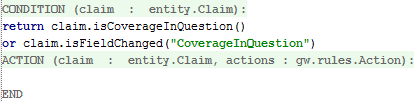 CONDITION (claim : entity.Claim):
return claim.isCoverageInQuestion()
or claim.isFieldChanged("CoverageInQuestion")
ACTION (claim : entity.Claim, actions : gw.rules.Action):
END